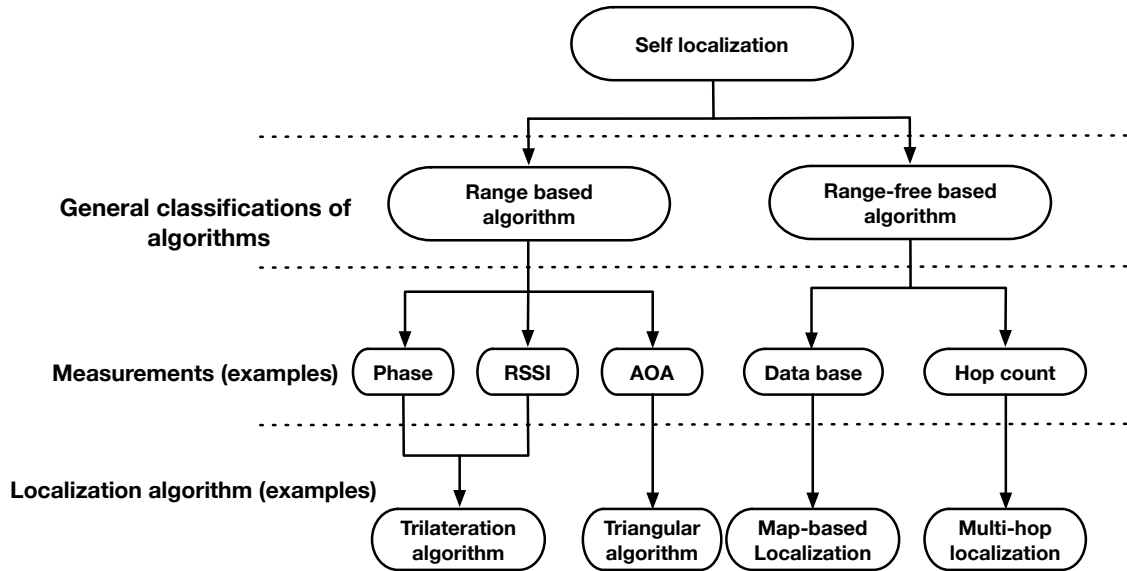 Self localization
General classifications of
algorithms
Range based
algorithm
Range-free based
algorithm
Measurements (examples)
Phase
RSSI
AOA
Data base
Hop count
Localization algorithm (examples)
Trilateration
algorithm
Triangular
algorithm
Map-based
Localization
Multi-hop
localization